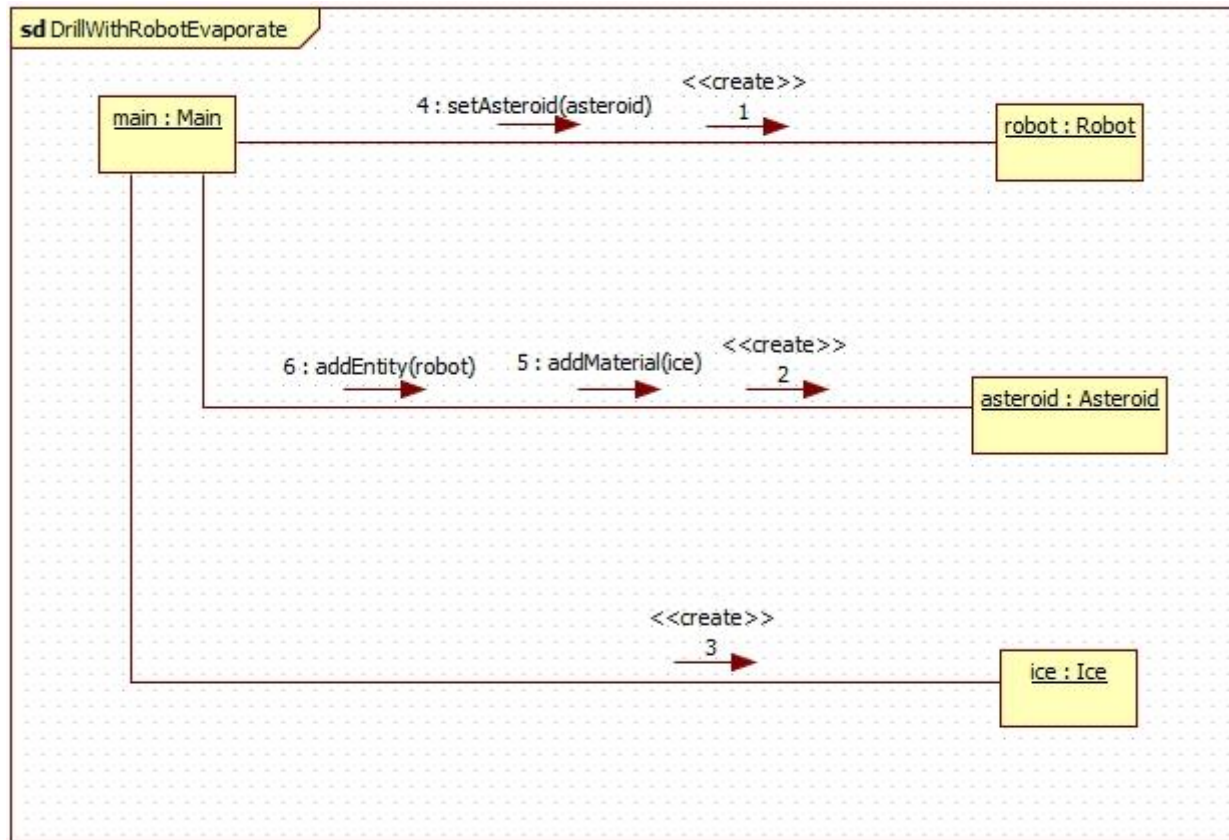 sd DrillWithRobotEvaporate
<<create>>
4 : setAsteroid(asteroid)
1
main : Main
robot : Robot
<<create>>
6 : addEntity(robot)
5 : addMaterial(ice)
2
asteroid : Asteroid
<<create>>
3
ice : Ice